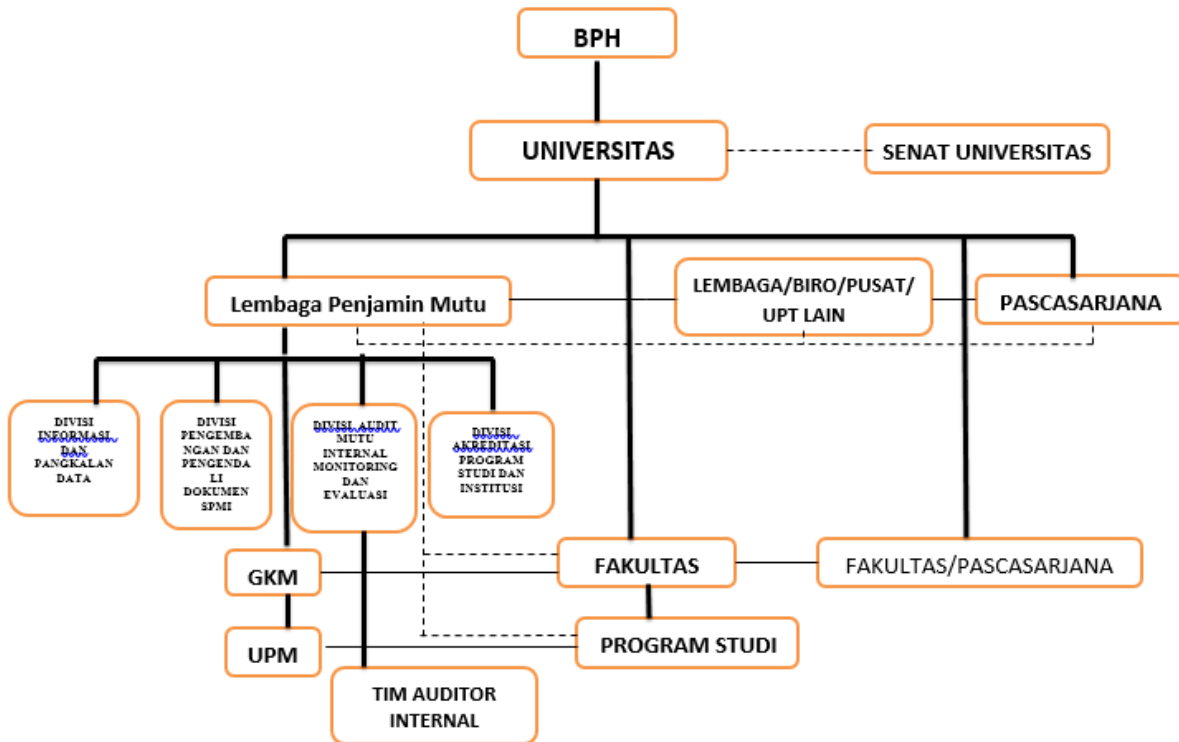 BPH
UNIVERSITAS
SENAT UNIVERSITAS
Lembaga Penjamin Mutu
LEMBAGA/BIRO/PUSAT/
UPT LAIN
PASCASARJANA
DIVISI
INFORMASI
DAN
PANGKALAN
DATA
DIVISI
PENGEMBA
NGAN DAN
PENGENDA
LI
DOKUMEN
SPMI
DIVISI AUDIT
MUTU
INTERNAL
MONITORING
DAN
EVALUASI
DIVISI
AKREDITASI
PROGRAM
STUDI DAN
INSTITUSI
GKM
FAKULTAS
FAKULTAS/PASCASARJANA
UPM
PROGRAM STUDI
TIM AUDITOR
INTERNAL